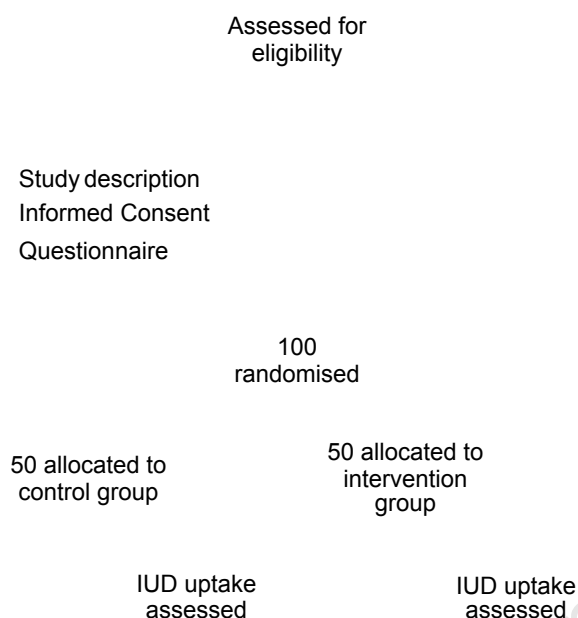 Assessed for
eligibility
Study description
Informed Consent
Questionnaire
100
randomised
50 allocated to
control group
50 allocated to
intervention
group
IUD uptake
assessed
IUD uptake
assessed